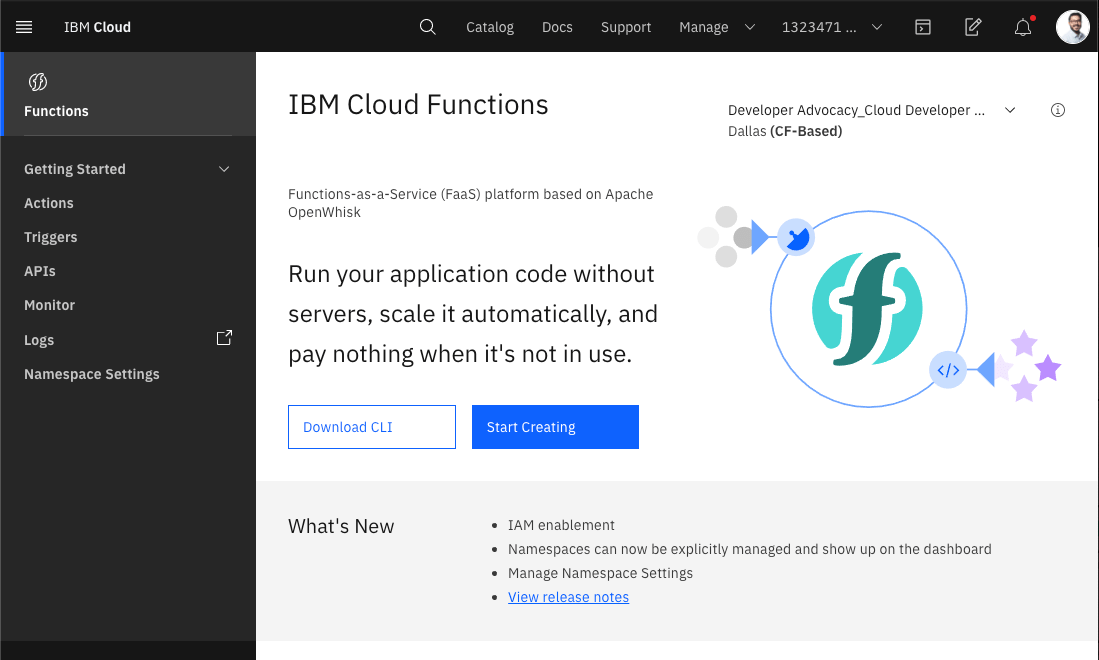 IBM Cloud
Catalog
Docs
Support
Manage
1323471 ...
Functions
Getting Started
Actions
Triggers
APIs
Monitor
Logs
Namespace Settings
IBM Cloud Functions
Developer Advocacy_Cloud Developer ...
Dallas (CF-Based)
Functions-as-a-Service (FaaS) platform based on Apache
OpenWhisk
Run your application code without
servers, scale it automatically, and
pay nothing when it's not in use.
Download CLI
Start Creating
</>
What's New
IAM enablement
Namespaces can now be explicitly managed and show up on the dashboard
Manage Namespace Settings
View release notes